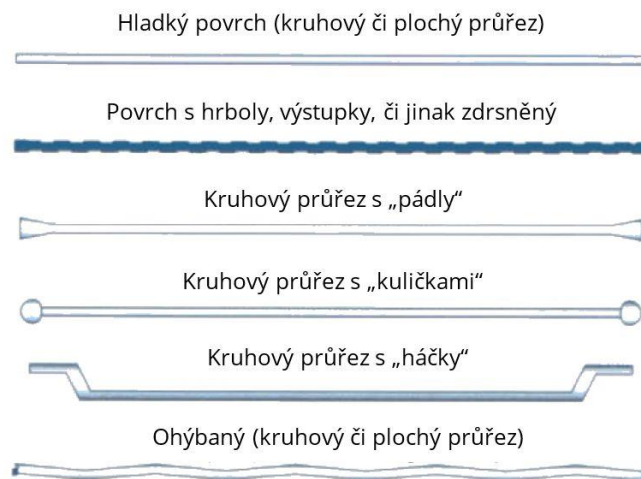 Hladký povrch (kruhový či plochý průřez)
Povrch s hrboly, výstupky, či jinak zdrsněný
Kruhový průřez s „pádly“
Kruhový průřez s „kuličkami“
Kruhový průřez s „háčky“
Ohýbaný (kruhový či plochý průřez)